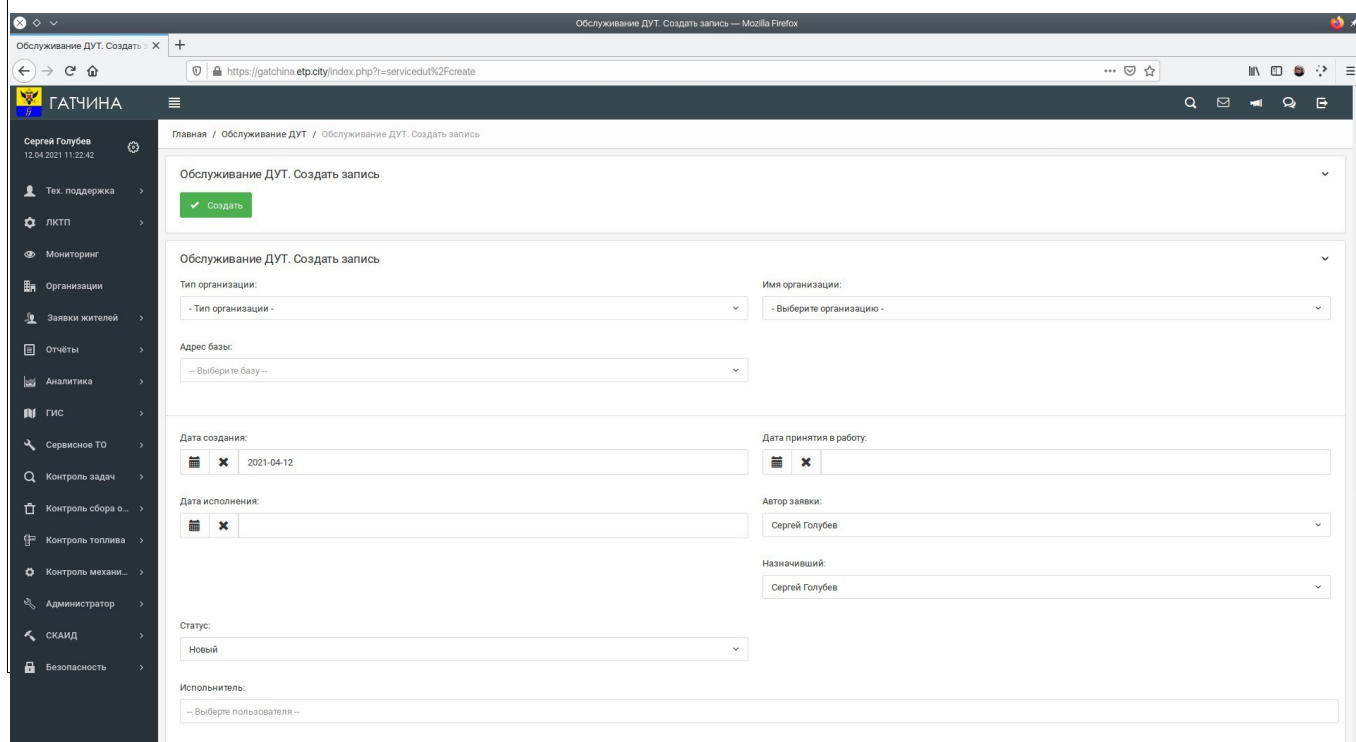 Обслуживание ДУТ. Создать запись — Mozilla Firefox
Обслуживание ДУТ. Создать з
https://gatchina.etp.city/index.php?r=servicedut%2Fcreate
ГАТЧИНА
Сергей Голубев
12.04.2021 11:22:42
Тех. поддержка
ЛКТП
Мониторинг
Организации
Заявки жителей
Отчёты
Аналитика
ГИС
Сервисное ТО
Контроль задач
Контроль сбора о...
Контроль топлива
Контроль механи...
Администратор
СКАИД
Безопасность
Главная / Обслуживание ДУТ / Обслуживание ДУТ. Создать запись
Обслуживание ДУТ. Создать запись
Создать
Обслуживание ДУТ. Создать запись
Тип организации:
- Тип организации -
Имя организации:
- Выберите организацию -
Адрес базы:
-- Выберите базу --
Дата создания:
2021-04-12
Дата принятия в работу:
Дата исполнения:
Автор заявки:
Сергей Голубев
Назначивший:
Сергей Голубев
Статус:
Новый
Испольнитель:
-- Выберте пользователя --